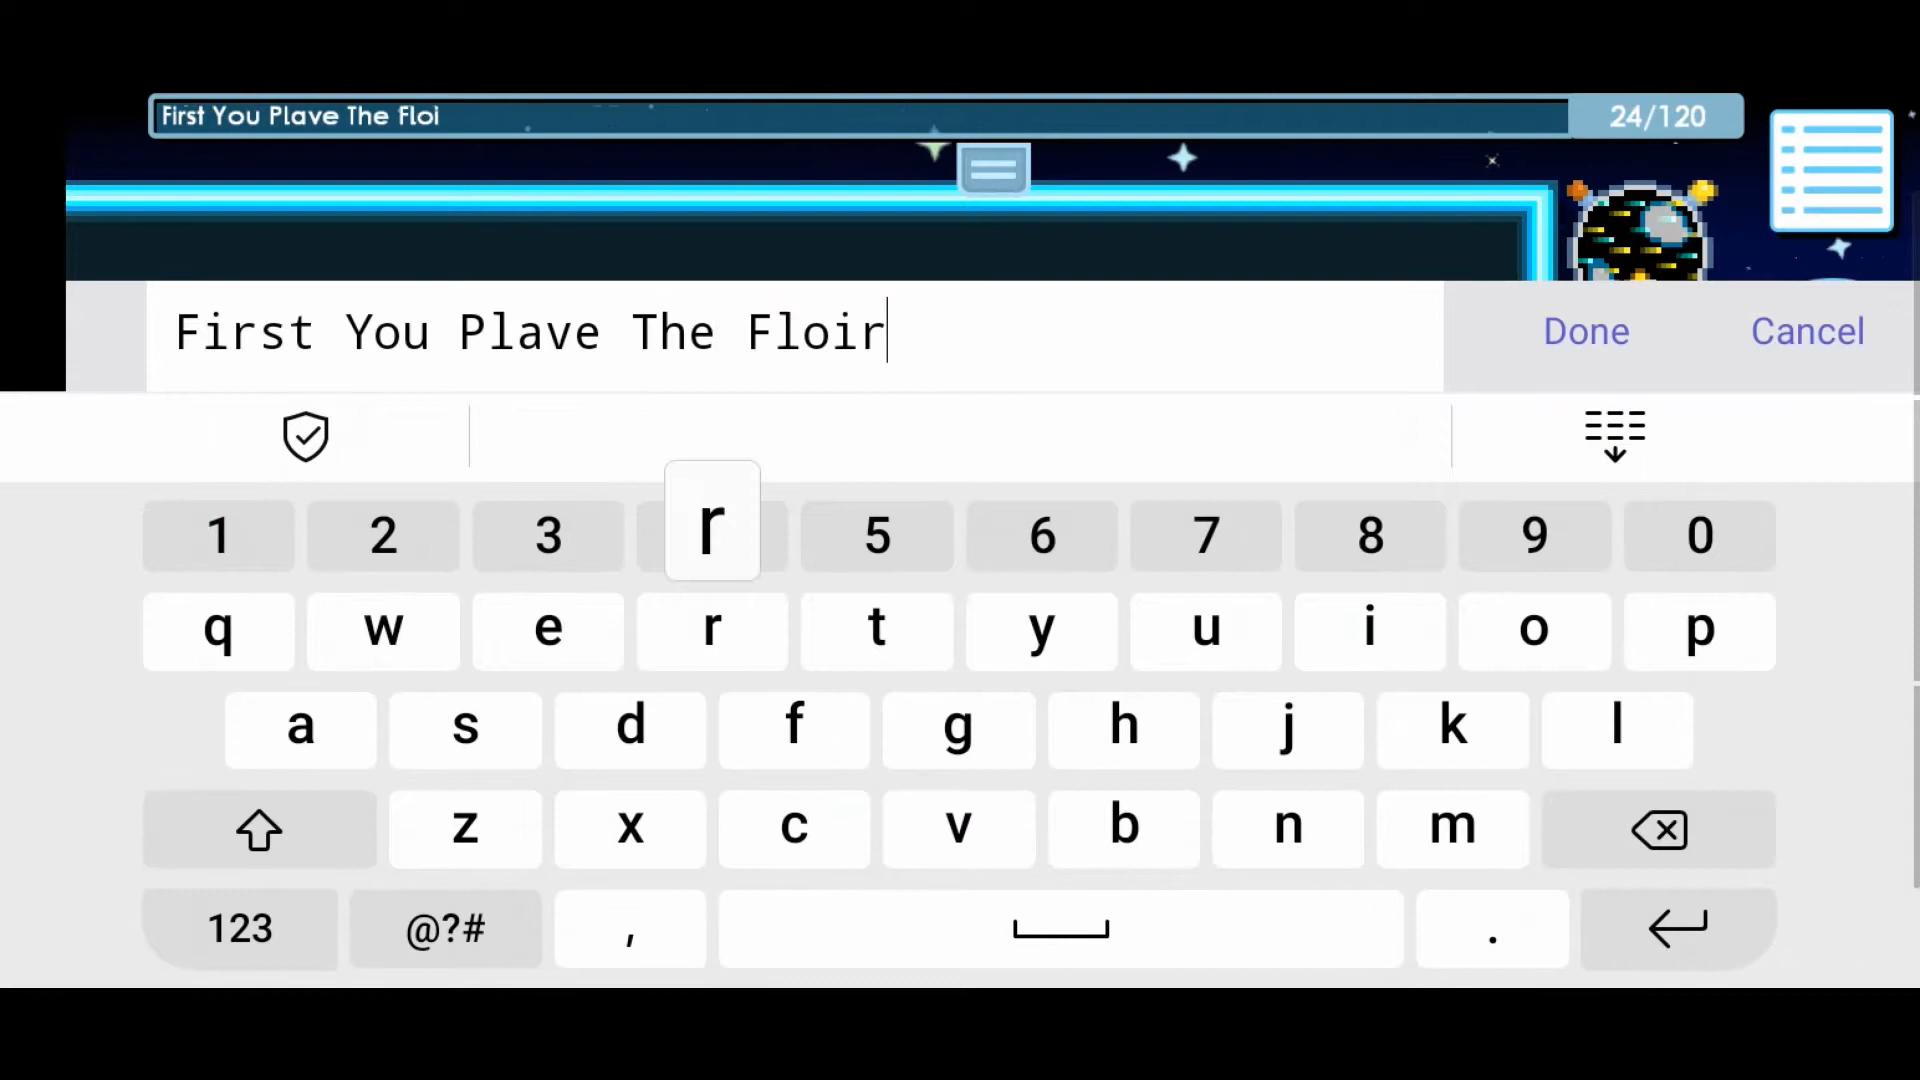 First You Plave The Floi
24/120
First You Plave The Floir
Done
Cancel
r
1 2 3 5 6 7 8 9 0
q w e r t y u i o p
a s d f g h j k l
z x c v b n m
123 @?# , .